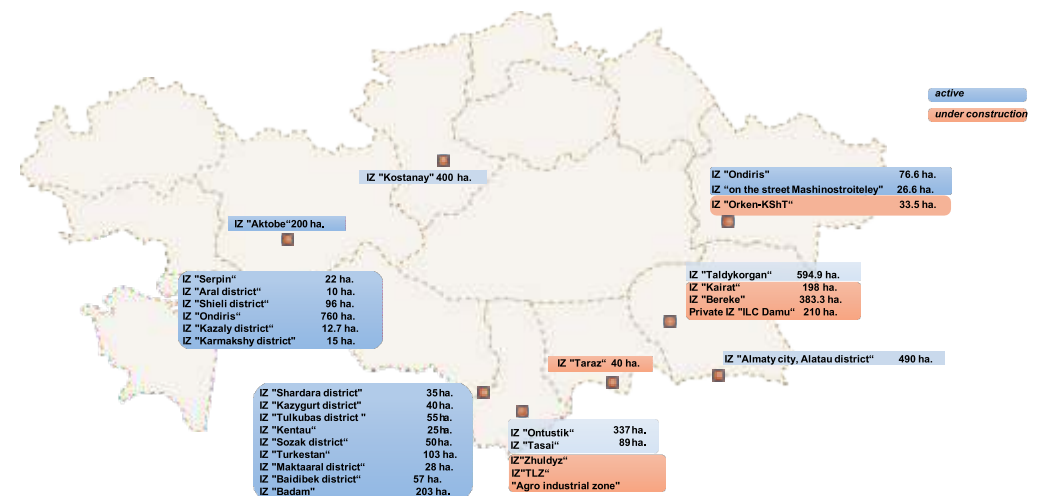 active
under construction
IZ "Kostanay" 400 ha.
IZ "Ondiris" 76.6 ha.
IZ “on the street Mashinostroiteley" 26.6 ha.
IZ "Orken-KShT“ 33.5 ha.
IZ "Aktobe“200 ha.
IZ "Serpin“ 22 ha.
IZ "Aral district“ 10 ha.
IZ "Shieli district“ 96 ha.
IZ "Ondiris“ 760 ha.
IZ "Kazaly district“ 12.7 ha.
IZ "Karmakshy district" 15 ha.
IZ "Taldykorgan“ 594.9 ha.
IZ "Kairat“ 198 ha.
IZ "Bereke“ 383.3 ha.
Private IZ "ILC Damu“ 210 ha.
IZ "Almaty city, Alatau district“ 490 ha.
IZ "Taraz“ 40 ha.
IZ "Shardara district" 35 ha.
IZ "Kazygurt district" 40 ha.
IZ "Tulkubas district " 55 ha.
IZ "Kentau“ 25 ha.
IZ "Sozak district“ 50 ha.
IZ "Turkestan“ 103 ha.
IZ "Maktaaral district“ 28 ha.
IZ "Baidibek district“ 57 ha.
IZ "Badam” 203 ha.
IZ "Ontustik“ 337 ha.
IZ "Tasai“ 89 ha.
IZ"Zhuldyz“
IZ"TLZ“
"Agro industrial zone"